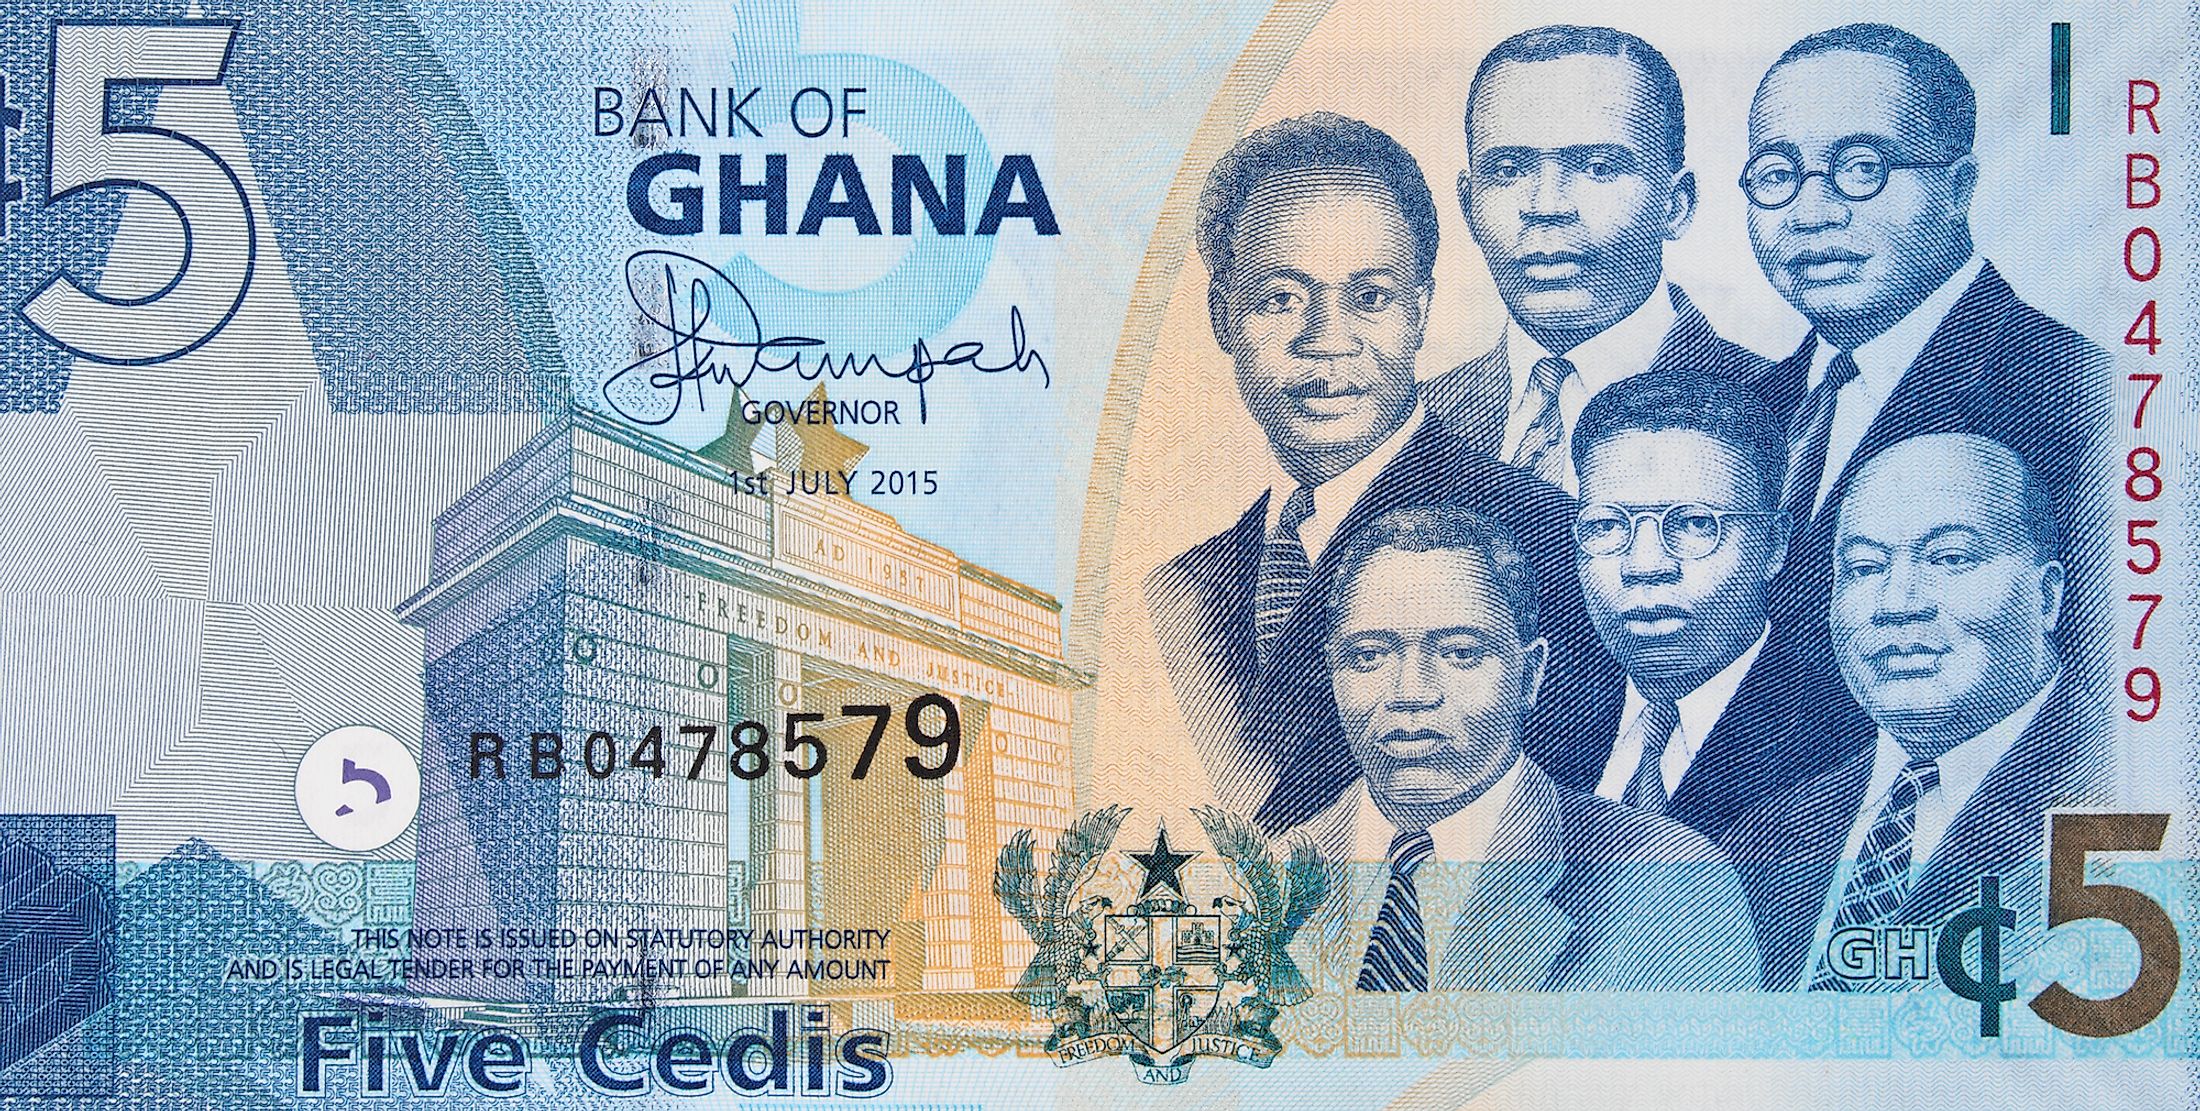 5
BANK OF
GHANA
GOVERNOR
1st JULY 2015
AD 1957
FREEDOM AND JUSTICE
RB0478579
THIS NOTE IS ISSUED ON STATUTORY AUTHORITY
AND IS LEGAL TENDER FOR THE PAYMENT OF ANY AMOUNT
Five Cedis
FREEDOM AND JUSTICE
RB0478579
GH₵5